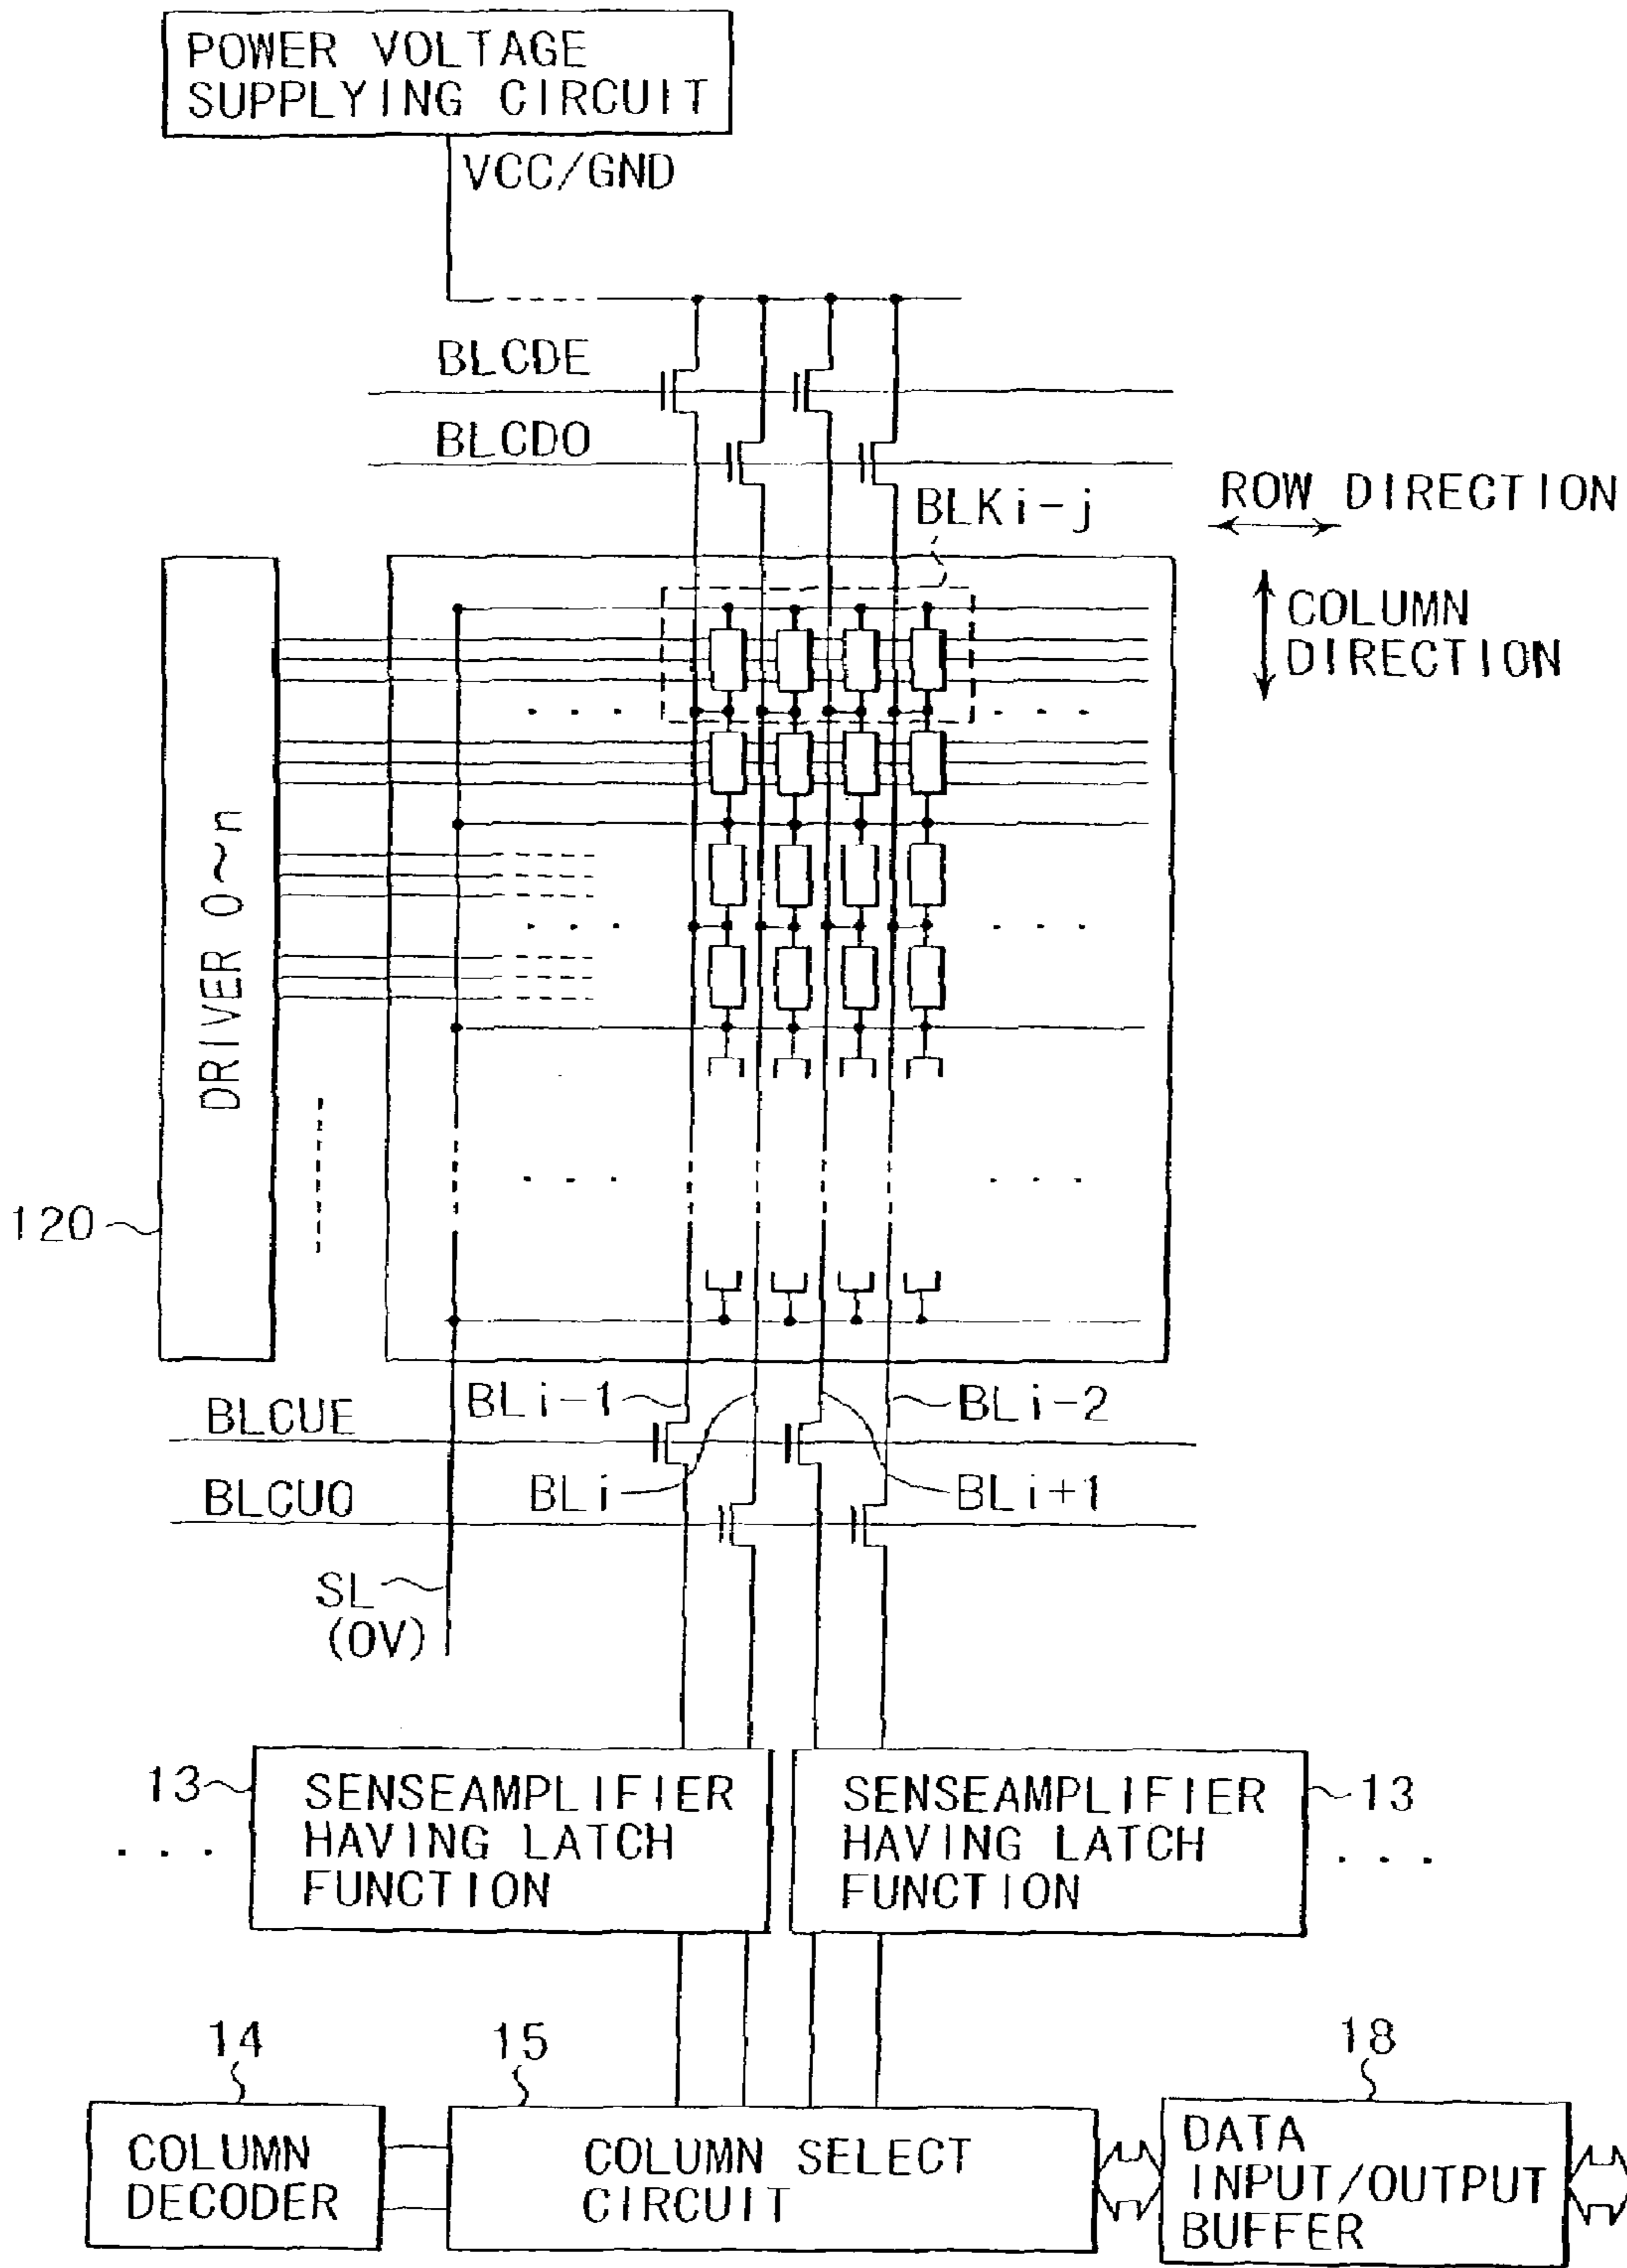 POWER VOLTAGE
SUPPLYING CIRCUIT
VCC/GND
BLCDE
BLCDO
BLKi-j
ROW DIRECTION
COLUMN
DIRECTION
DRIVER 0~n
120
BLi-1
BLi-2
BLCUE
BLi
BLi+1
BLCUO
SL
(0V)
13
SENSEAMPLIFIER
HAVING LATCH
FUNCTION
SENSEAMPLIFIER
HAVING LATCH
FUNCTION
13
14
15
18
COLUMN
DECODER
COLUMN SELECT
CIRCUIT
DATA
INPUT/OUTPUT
BUFFER